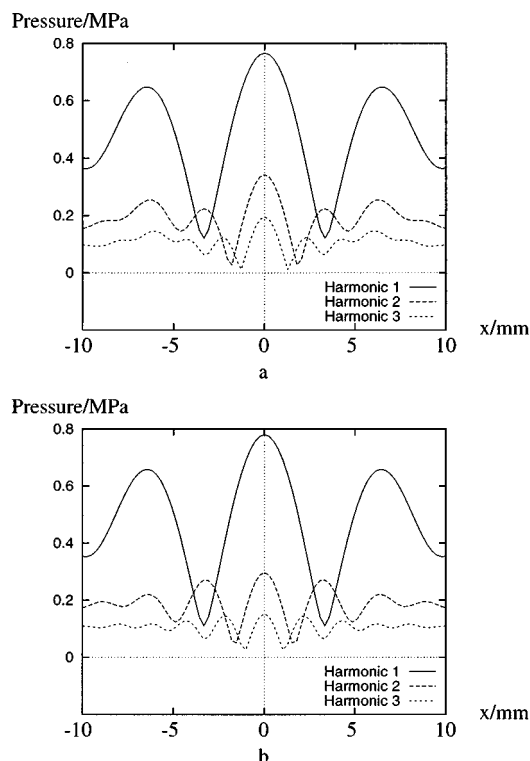 Pressure/MPa
0.8
0.6
0.4
0.2
0
Harmonic 1
Harmonic 2
Harmonic 3
-10 -5 0 5 10
x/mm
a
Pressure/MPa
0.8
0.6
0.4
0.2
0
Harmonic 1
Harmonic 2
Harmonic 3
-10 -5 0 5 10
x/mm
b